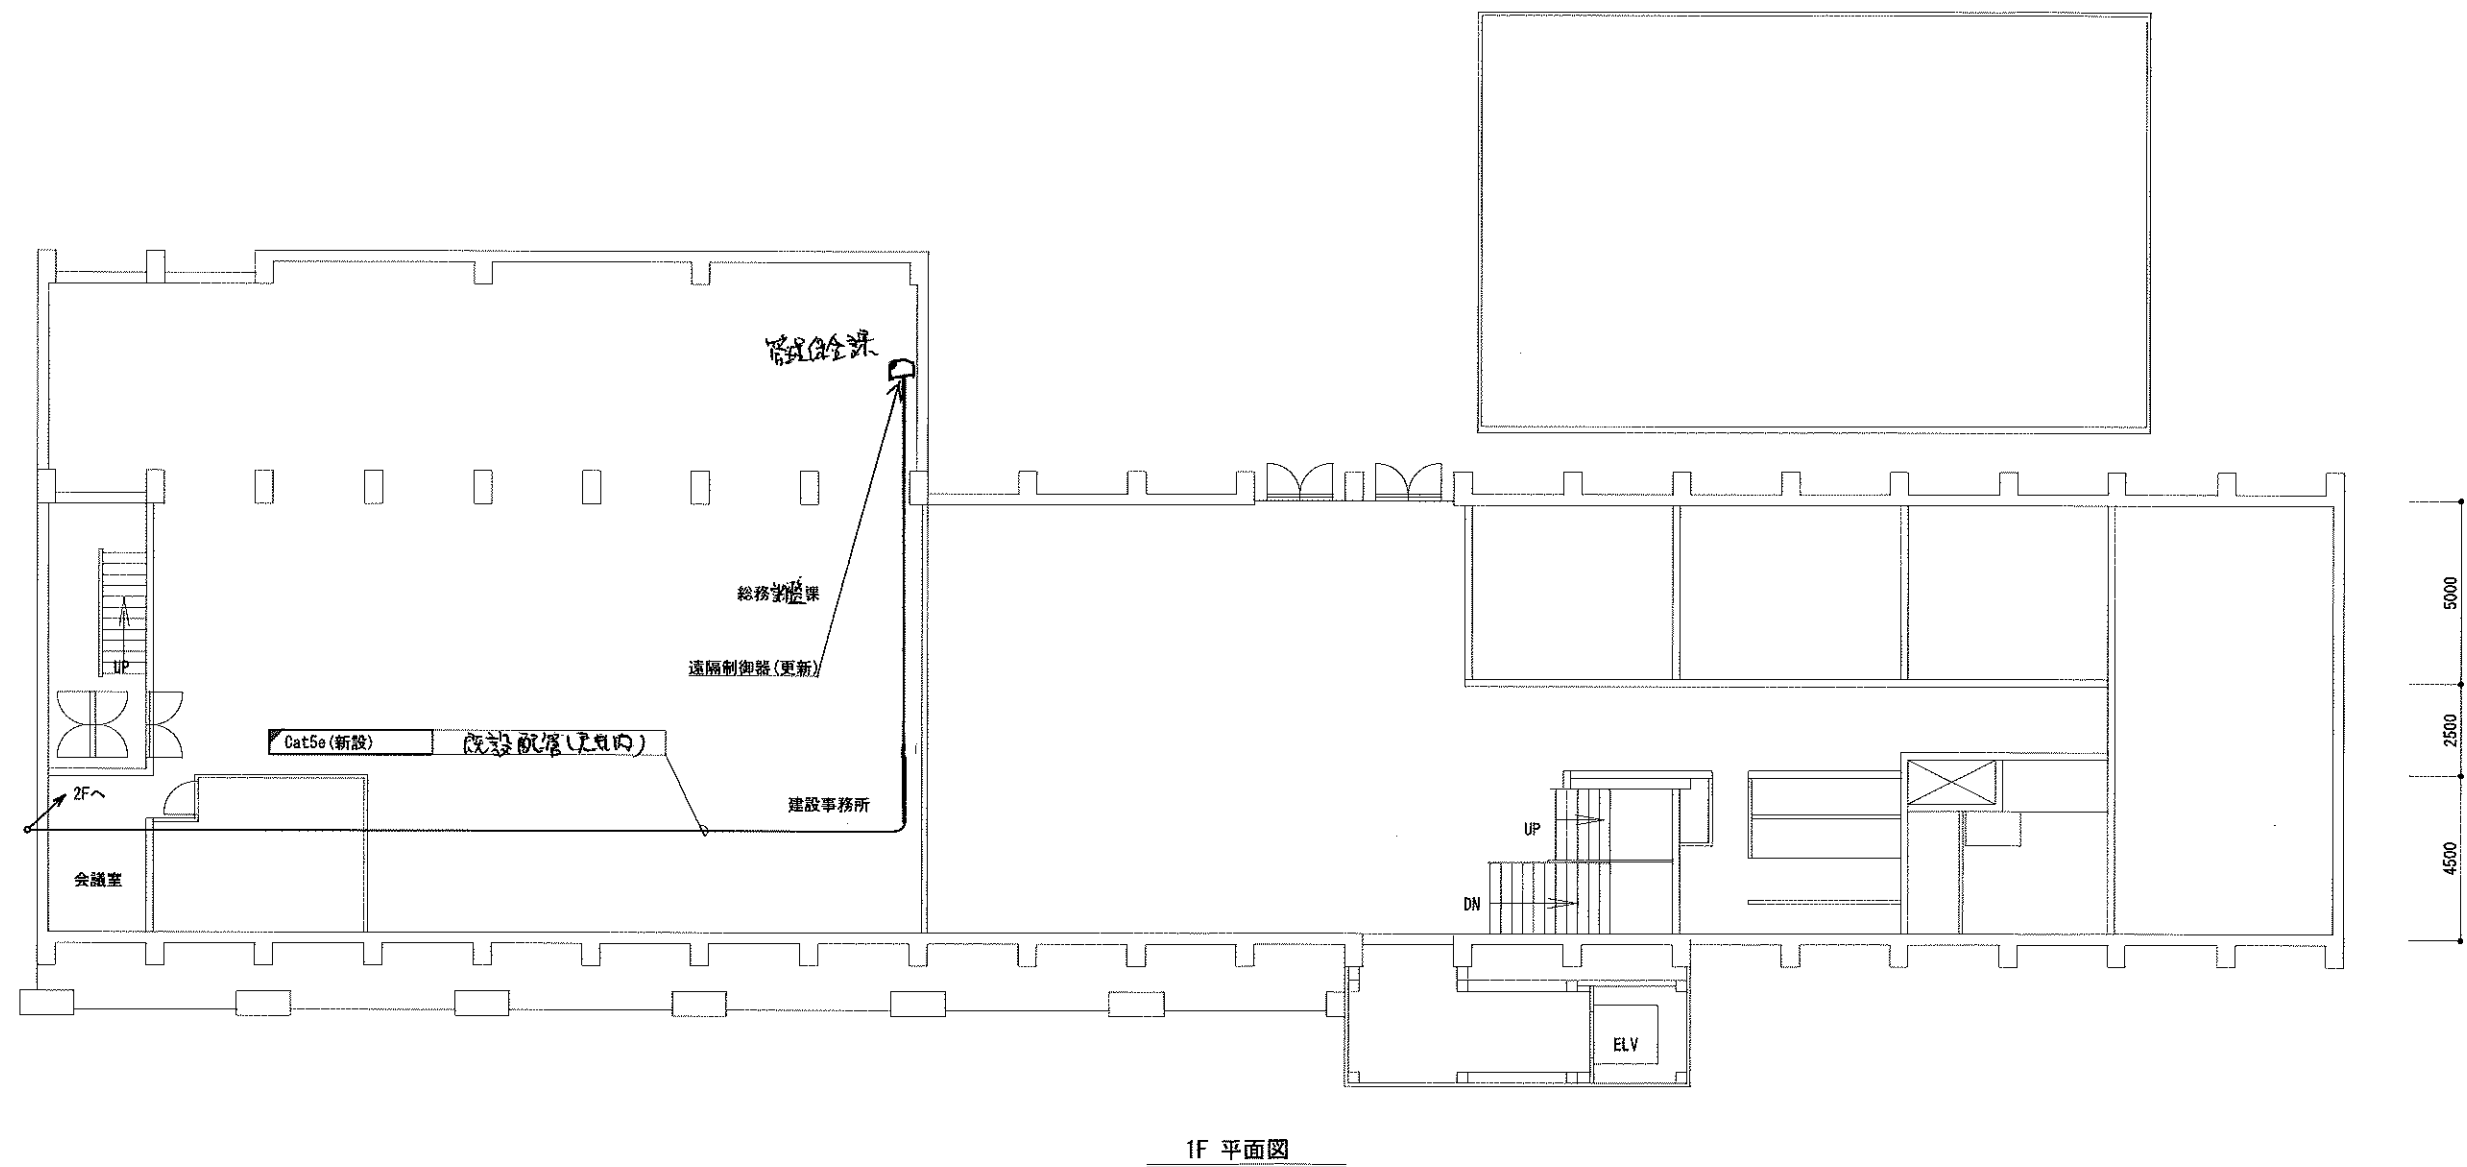 管理保全課
総務課
遠隔制御器(更新)
UP
Cat5e(新設) 既設配管(天井内)
2Fへ
建設事務所
会議室
UP
DN
ELV
5000
2500
4500
1F 平面図